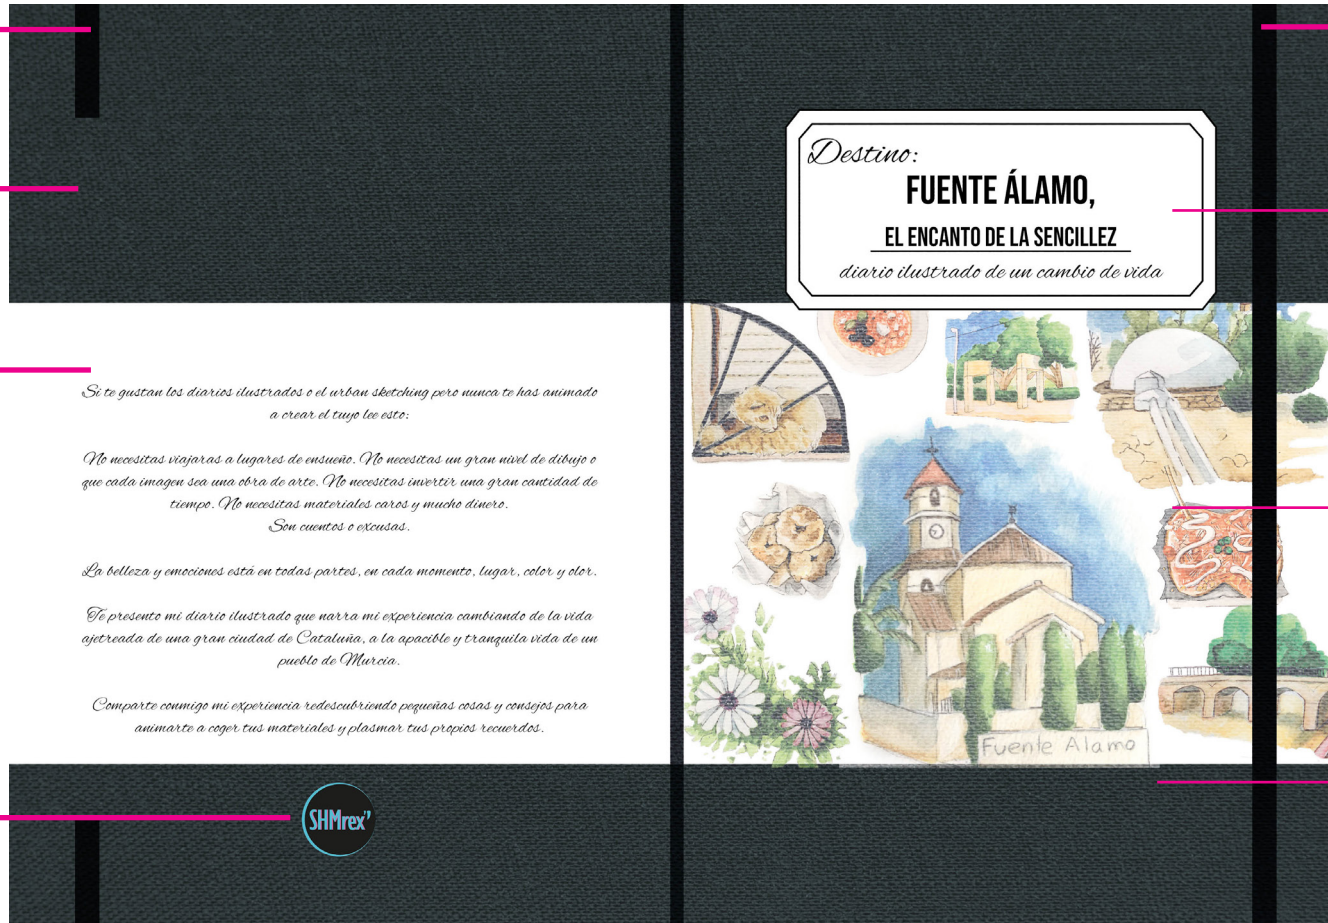 Destino:
FUENTE ÁLAMO,
EL ENCANTO DE LA SENCILLEZ
diario ilustrado de un cambio de vida
Si te gustan los diarios ilustrados o el urban sketching pero nunca te has animado
a crear el tuyo lee esto:
No necesitas viajaras a lugares de ensueño. No necesitas un gran nivel de dibujo o
que cada imagen sea una obra de arte. No necesitas invertir una gran cantidad de
tiempo. No necesitas materiales caros y mucho dinero.
Son cuentos o excusas.
La belleza y emociones está en todas partes, en cada momento, lugar, color y olor.
Te presento mi diario ilustrado que narra mi experiencia cambiando de la vida
ajetreada de una gran ciudad de Cataluña, a la apacible y tranquila vida de un
pueblo de Murcia.
Comparte conmigo mi experiencia redescubriendo pequeñas cosas y consejos para
animarte a coger tus materiales y plasmar tus propios recuerdos.
Fuente Alamo
SHMrex"